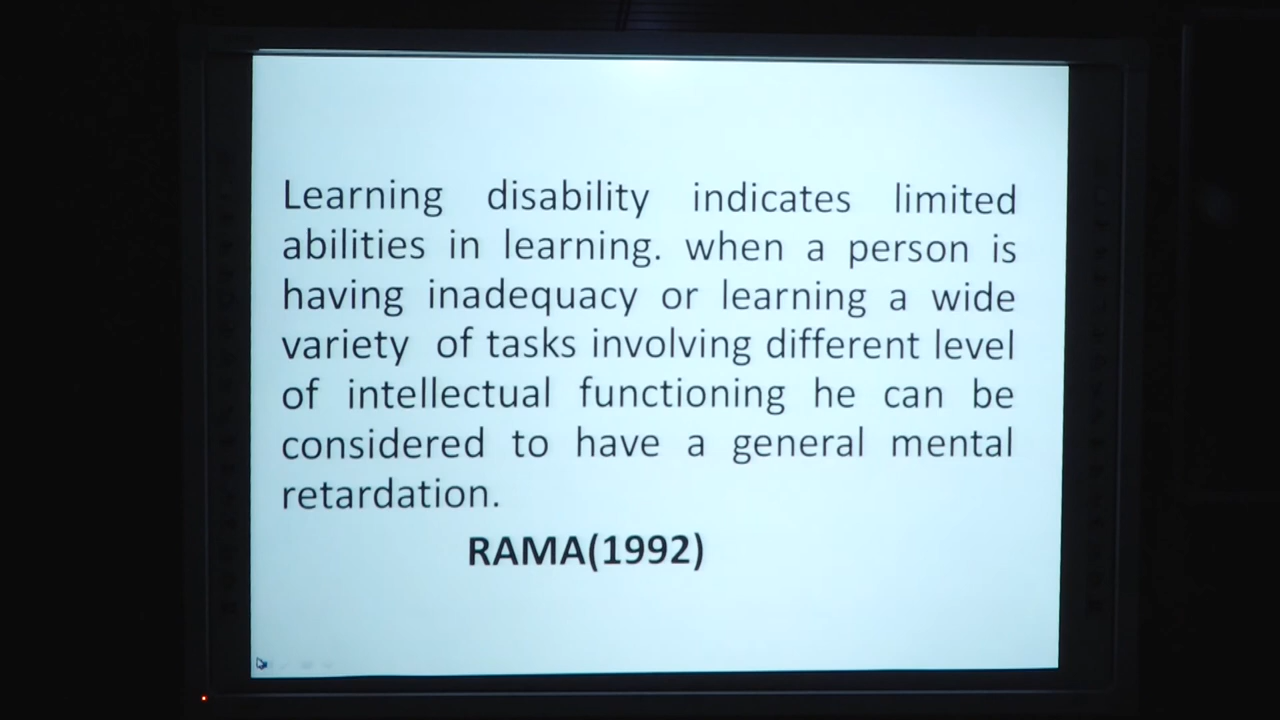 Learning disability indicates limited
abilities in learning. when a person is
having inadequacy or learning a wide
variety of tasks involving different level
of intellectual functioning he can be
considered to have a general mental
retardation.
RAMA(1992)